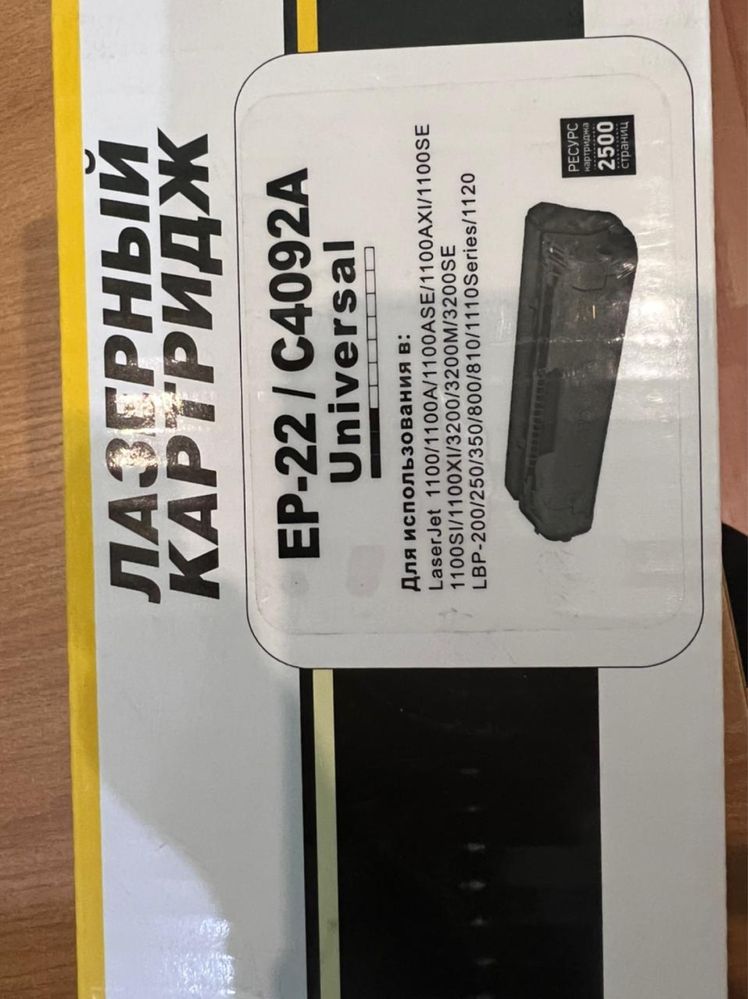 ЛАЗЕРНЫЙ
КАРТРИДЖ
EP-22 / C4092A
Universal
Для использования в:
LaserJet 1100/1100A/1100ASE/1100AXI/1100SE
1100SI/1100XI/3200/3200M/3200SE
LBP-200/250/350/800/810/1110Series/1120
РЕСУРС
картриджа
2500
страниц